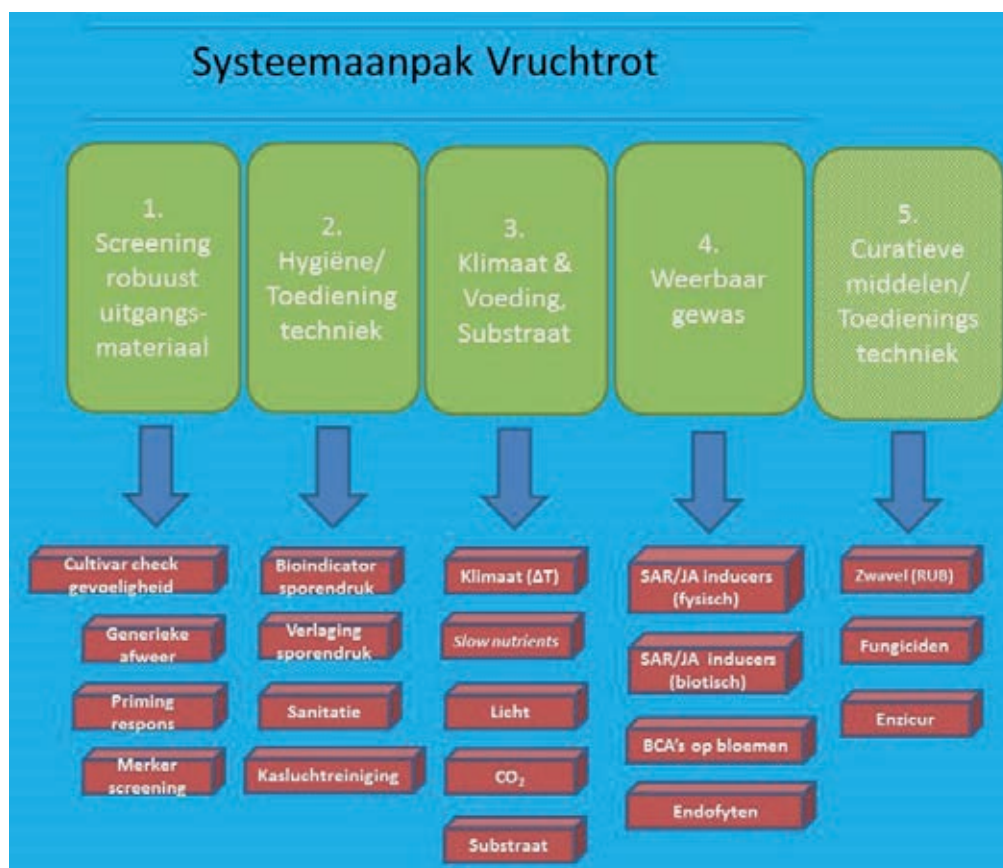 Systeemaanpak Vruchtrot
1.
Screening
robuust
uitgangs-
materiaal
2.
Hygiëne/
Toediening
techniek
3.
Klimaat &
Voeding,
Substraat
4.
Weerbaar
gewas
5.
Curatieve
middelen/
Toedienings
techniek
Cultivar check
gevoeligheid
Generieke
afweer
Priming
respons
Merker
screening
Bioindicator
sporendruk
Verlaging
sporendruk
Sanitatie
Kasluchtreiniging
Klimaat (ΔT)
Slow nutrients
Licht
CO₂
Substraat
SAR/JA inducers
(fysisch)
SAR/JA inducers
(biotisch)
BCA's op bloemen
Endofyten
Zwavel (RUB)
Fungiciden
Enzicur